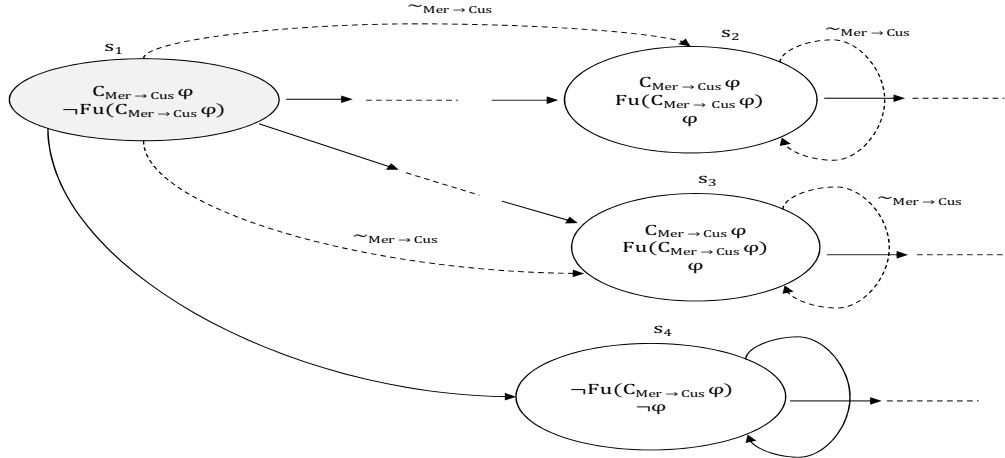 ∼Mer→Cus
s1
s2
∼Mer→Cus
CMer→Cus φ
¬Fu(CMer→Cus φ)
CMer→Cus φ
Fu(CMer→Cus φ)
φ
s3
∼Mer→Cus
CMer→Cus φ
Fu(CMer→Cus φ)
φ
∼Mer→Cus
s4
¬Fu(CMer→Cus φ)
¬φ